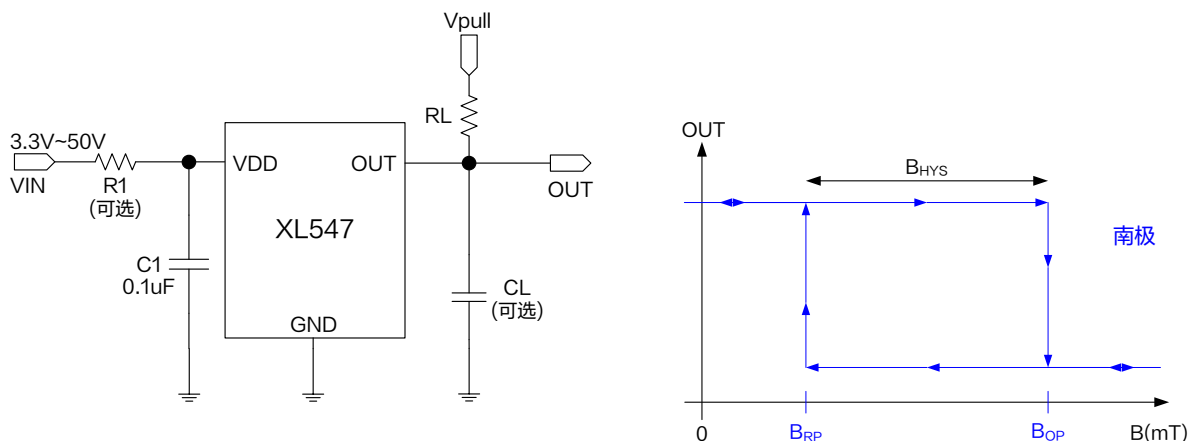 Vpull
RL
3.3V~50V
VIN
R1
(可选)
VDD
OUT
OUT
XL547
C1
0.1uF
GND
CL
(可选)
OUT
BHYS
南极
0
BRP
BOP
B(mT)